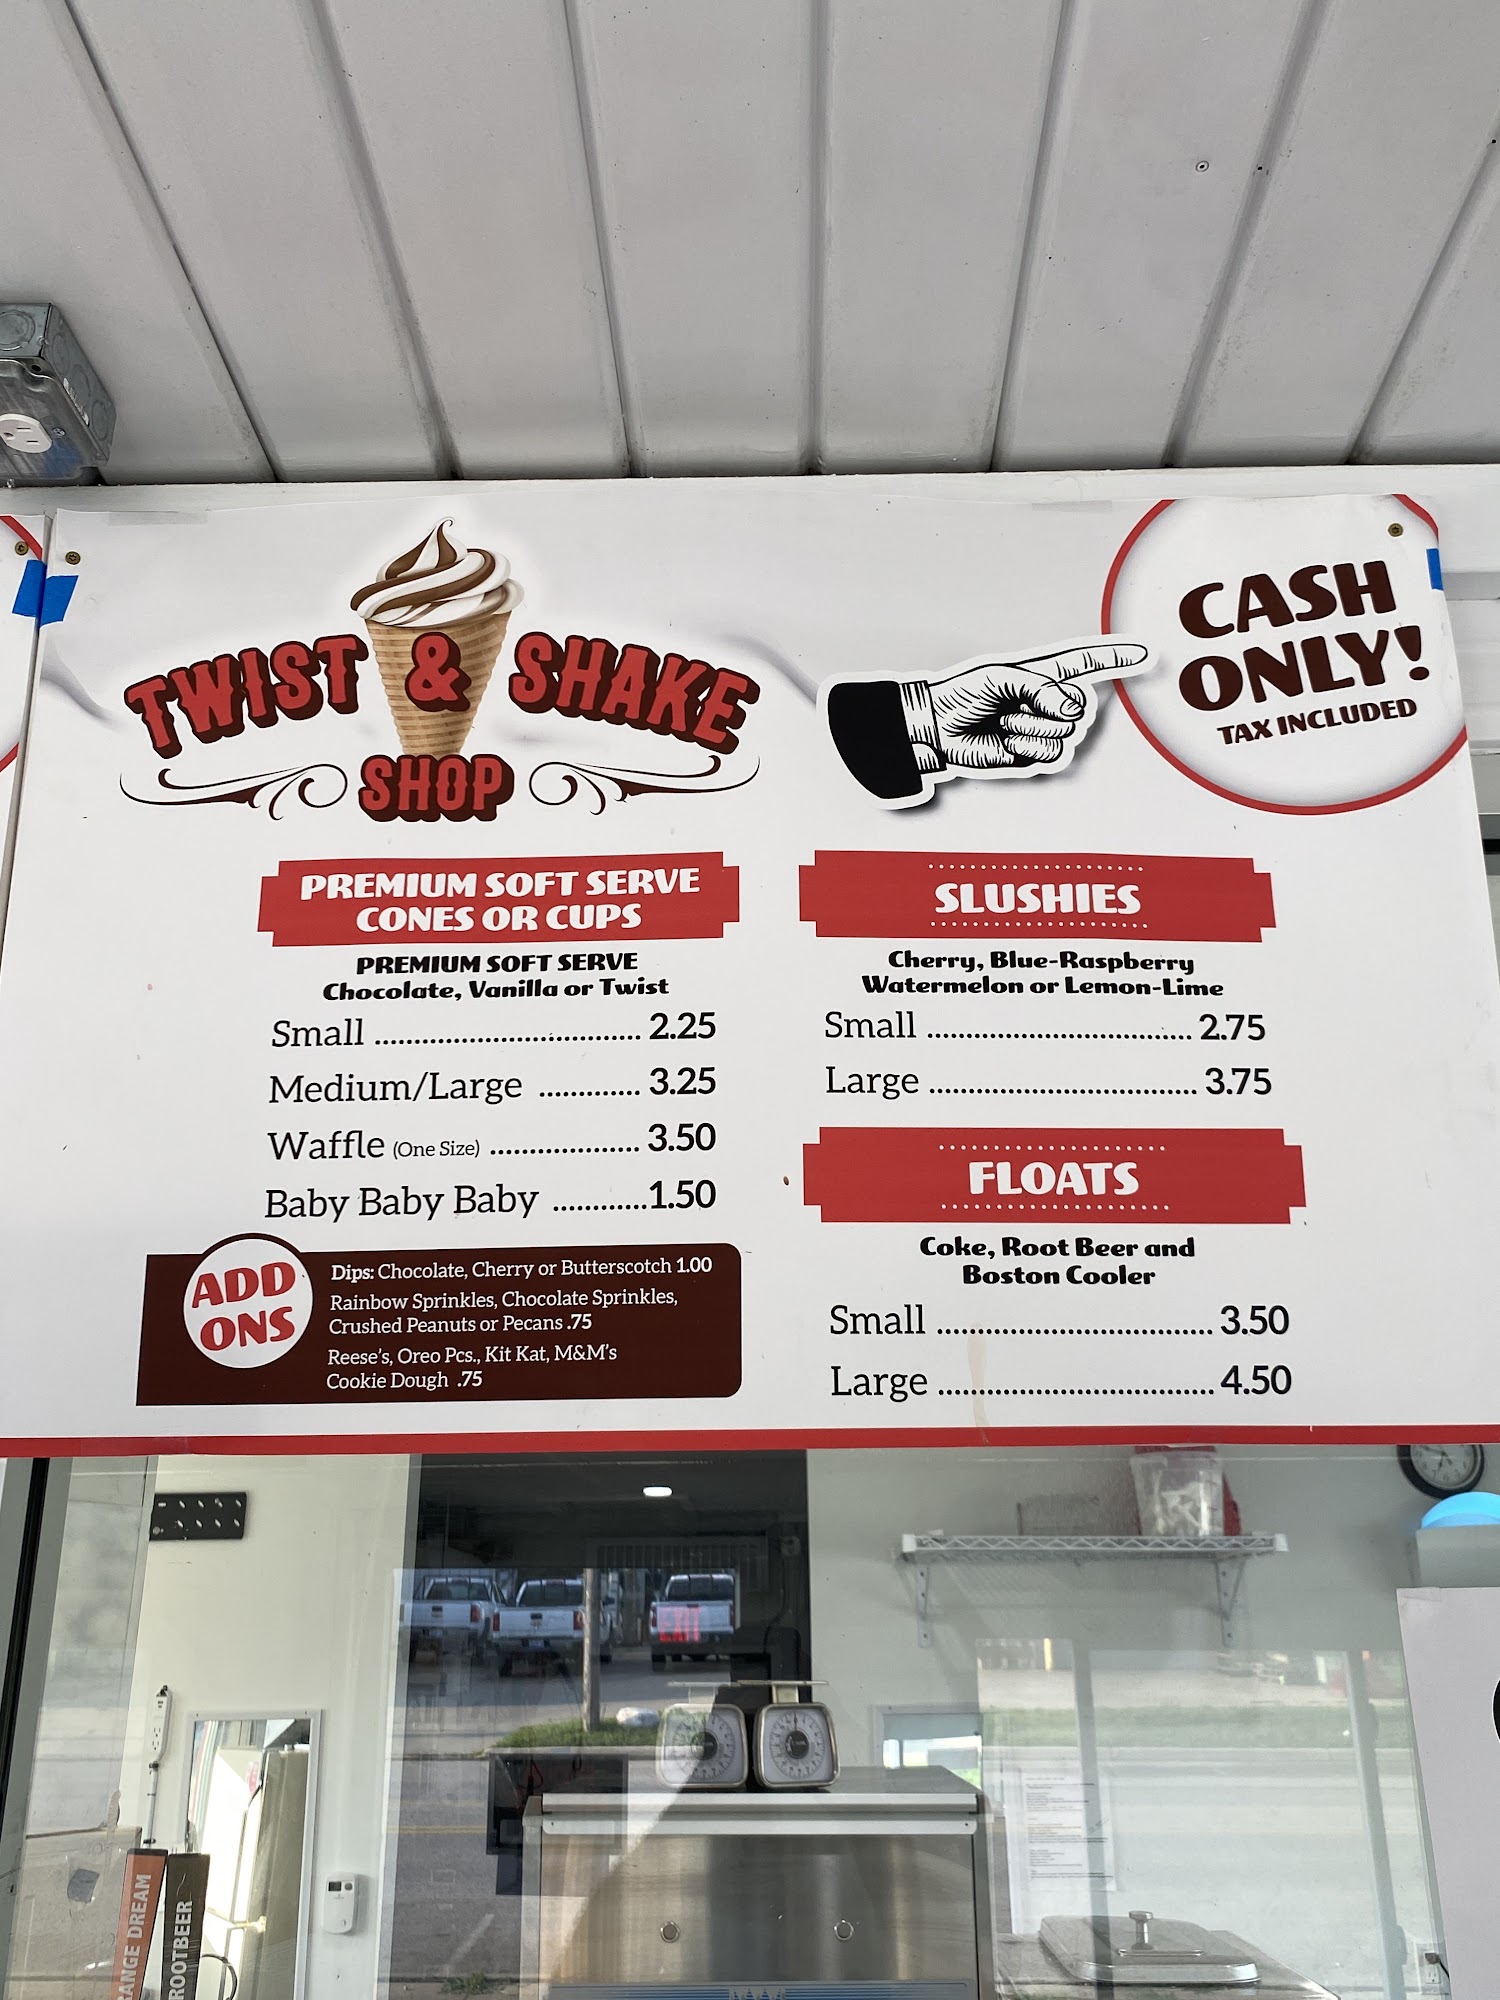 TWIST & SHAKE
SHOP
CASH
ONLY!
TAX INCLUDED
PREMIUM SOFT SERVE
CONES OR CUPS
PREMIUM SOFT SERVE
Chocolate, Vanilla or Twist
Small ................................ 2.25
Medium/Large ............. 3.25
Waffle (One Size) .................. 3.50
Baby Baby Baby ............1.50
ADD
ONS
Dips: Chocolate, Cherry or Butterscotch 1.00
Rainbow Sprinkles, Chocolate Sprinkles,
Crushed Peanuts or Pecans .75
Reese's, Oreo Pcs., Kit Kat, M&M's
Cookie Dough .75
SLUSHIES
Cherry, Blue-Raspberry
Watermelon or Lemon-Lime
Small ................................ 2.75
Large ................................ 3.75
FLOATS
Coke, Root Beer and
Boston Cooler
Small ................................ 3.50
Large ................................ 4.50
EXIT
ANGE DREAM
ROOTBEER